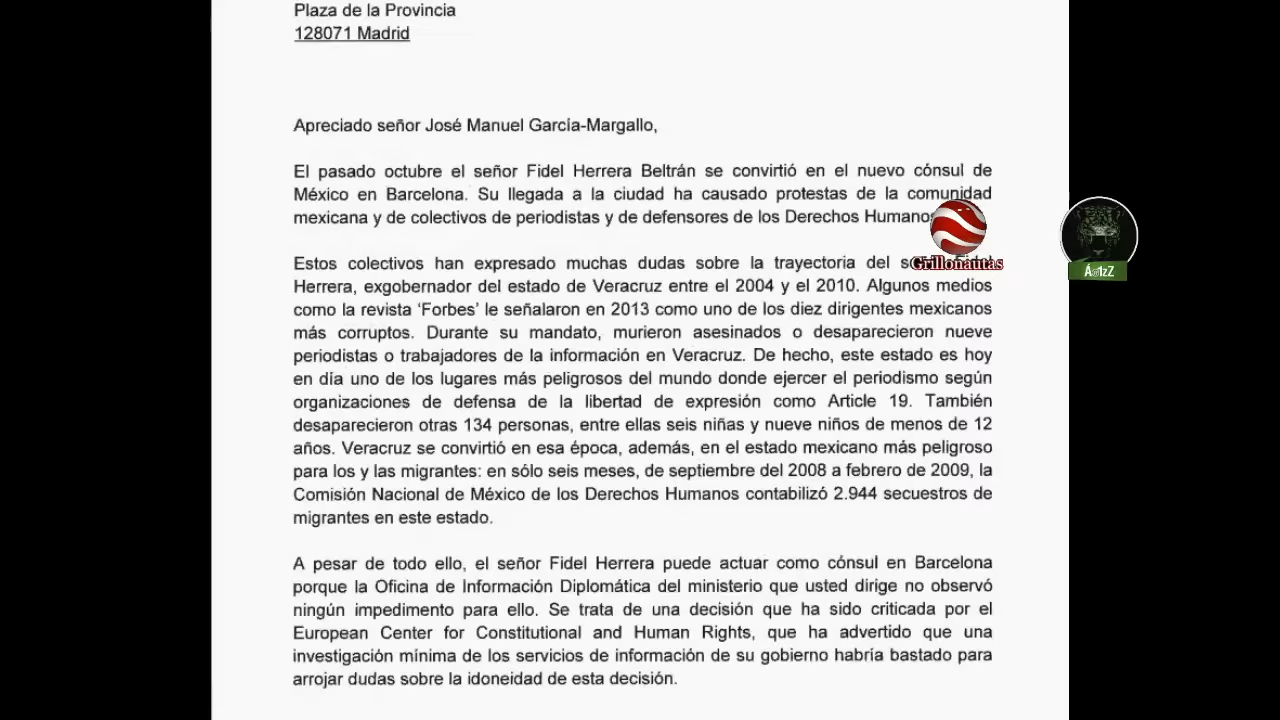 Plaza de la Provincia
128071 Madrid
Apreciado señor José Manuel García-Margallo,
El pasado octubre el señor Fidel Herrera Beltrán se convirtió en el nuevo cónsul de
México en Barcelona. Su llegada a la ciudad ha causado protestas de la comunidad
mexicana y de colectivos de periodistas y de defensores de los Derechos Humanos
Estos colectivos han expresado muchas dudas sobre la trayectoria del
Herrera, exgobernador del estado de Veracruz entre el 2004 y el 2010. Algunos medios
como la revista ‘Forbes’ le señalaron en 2013 como uno de los diez dirigentes mexicanos
más corruptos. Durante su mandato, murieron asesinados o desaparecieron nueve
periodistas o trabajadores de la información en Veracruz. De hecho, este estado es hoy
en día uno de los lugares más peligrosos del mundo donde ejercer el periodismo según
organizaciones de defensa de la libertad de expresión como Article 19. También
desaparecieron otras 134 personas, entre ellas seis niñas y nueve niños de menos de 12
años. Veracruz se convirtió en esa época, además, en el estado mexicano más peligroso
para los y las migrantes: en sólo seis meses, de septiembre del 2008 a febrero de 2009, la
Comisión Nacional de México de los Derechos Humanos contabilizó 2.944 secuestros de
migrantes en este estado.
A pesar de todo ello, el señor Fidel Herrera puede actuar como cónsul en Barcelona
porque la Oficina de Información Diplomática del ministerio que usted dirige no observó
ningún impedimento para ello. Se trata de una decisión que ha sido criticada por el
European Center for Constitutional and Human Rights, que ha advertido que una
investigación mínima de los servicios de información de su gobierno habría bastado para
arrojar dudas sobre la idoneidad de esta decisión.
Grillonautas